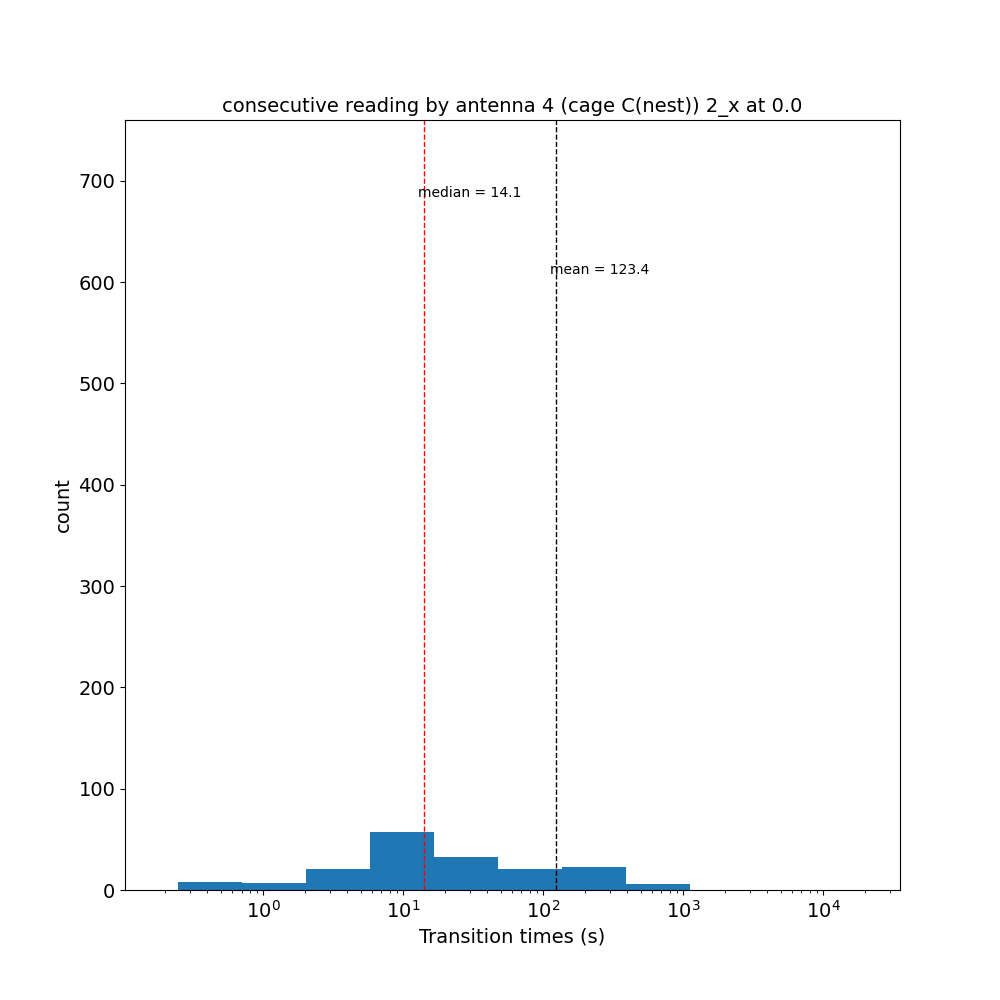 consecutive reading by antenna 4 (cage C(nest)) 2_x at 0.0
700
600
500
400
300
200
100
0
count
median = 14.1
mean = 123.4
10⁰
10¹
10²
10³
10⁴
Transition times (s)